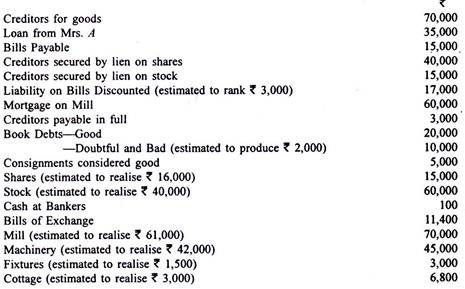 ₹
Creditors for goods 70,000
Loan from Mrs. A 35,000
Bills Payable 15,000
Creditors secured by lien on shares 40,000
Creditors secured by lien on stock 15,000
Liability on Bills Discounted (estimated to rank ₹ 3,000) 17,000
Mortgage on Mill 60,000
Creditors payable in full 3,000
Book Debts—Good 20,000
—Doubtful and Bad (estimated to produce ₹ 2,000) 10,000
Consignments considered good 5,000
Shares (estimated to realise ₹ 16,000) 15,000
Stock (estimated to realise ₹ 40,000) 60,000
Cash at Bankers 100
Bills of Exchange 11,400
Mill (estimated to realise ₹ 61,000) 70,000
Machinery (estimated to realise ₹ 42,000) 45,000
Fixtures (estimated to realise ₹ 1,500) 3,000
Cottage (estimated to realise ₹ 3,000) 6,800